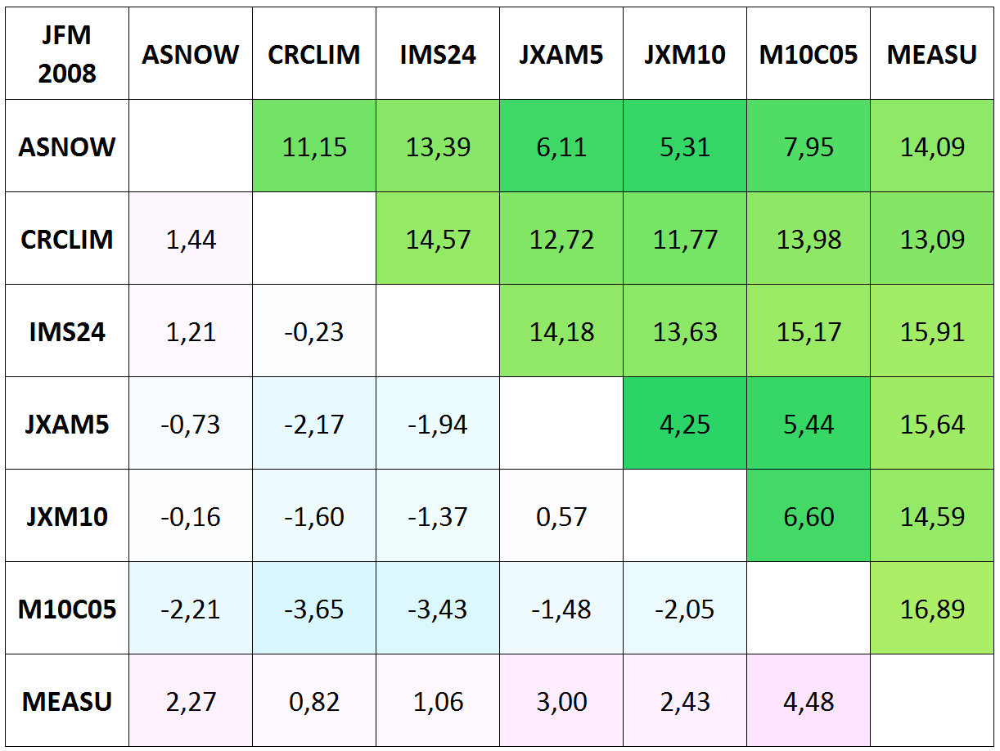 JFM 2008 ASNOW CRCLIM IMS24 JXAM5 JXM10 M10C05 MEASU
ASNOW 11,15 13,39 6,11 5,31 7,95 14,09
CRCLIM 1,44 14,57 12,72 11,77 13,98 13,09
IMS24 1,21 -0,23 14,18 13,63 15,17 15,91
JXAM5 -0,73 -2,17 -1,94 4,25 5,44 15,64
JXM10 -0,16 -1,60 -1,37 0,57 6,60 14,59
M10C05 -2,21 -3,65 -3,43 -1,48 -2,05 16,89
MEASU 2,27 0,82 1,06 3,00 2,43 4,48